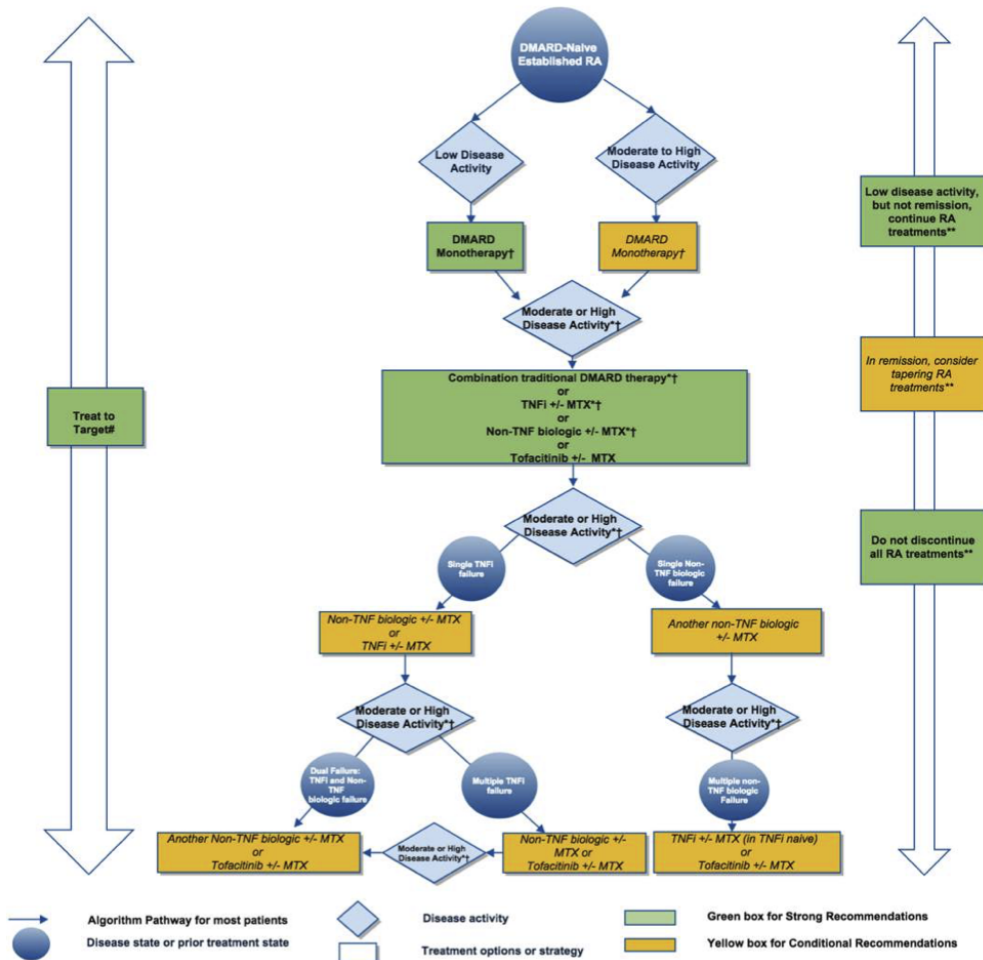 DMARD-Naive
Established RA
Low Disease
Activity
Moderate to High
Disease Activity
DMARD
Monotherapy†
DMARD
Monotherapy†
Moderate or High
Disease Activity*†
Combination traditional DMARD therapy*†
or
TNFi +/- MTX*†
or
Non-TNF biologic +/- MTX*†
or
Tofacitinib +/- MTX
Moderate or High
Disease Activity*†
Single TNFi
failure
Single Non-
TNF biologic
failure
Non-TNF biologic +/- MTX
or
TNFi +/- MTX
Another non-TNF biologic
+/- MTX
Moderate or High
Disease Activity*†
Moderate or High
Disease Activity*†
Dual Failure:
TNFi and Non-
TNF
biologic failure
Multiple TNFi
failure
Multiple non-
TNF biologic
Failure
Another Non-TNF biologic +/- MTX
or
Tofacitinib +/- MTX
Moderate or High
Disease Activity*†
Non-TNF biologic +/-
MTX or
Tofacitinib +/- MTX
TNFi +/- MTX (in TNFi naive)
or
Tofacitinib +/- MTX
Treat to
Target#
Low disease activity,
but not remission,
continue RA
treatments**
In remission, consider
tapering RA
treatments**
Do not discontinue
all RA treatments**
Algorithm Pathway for most patients
Disease state or prior treatment state
Disease activity
Treatment options or strategy
Green box for Strong Recommendations
Yellow box for Conditional Recommendations